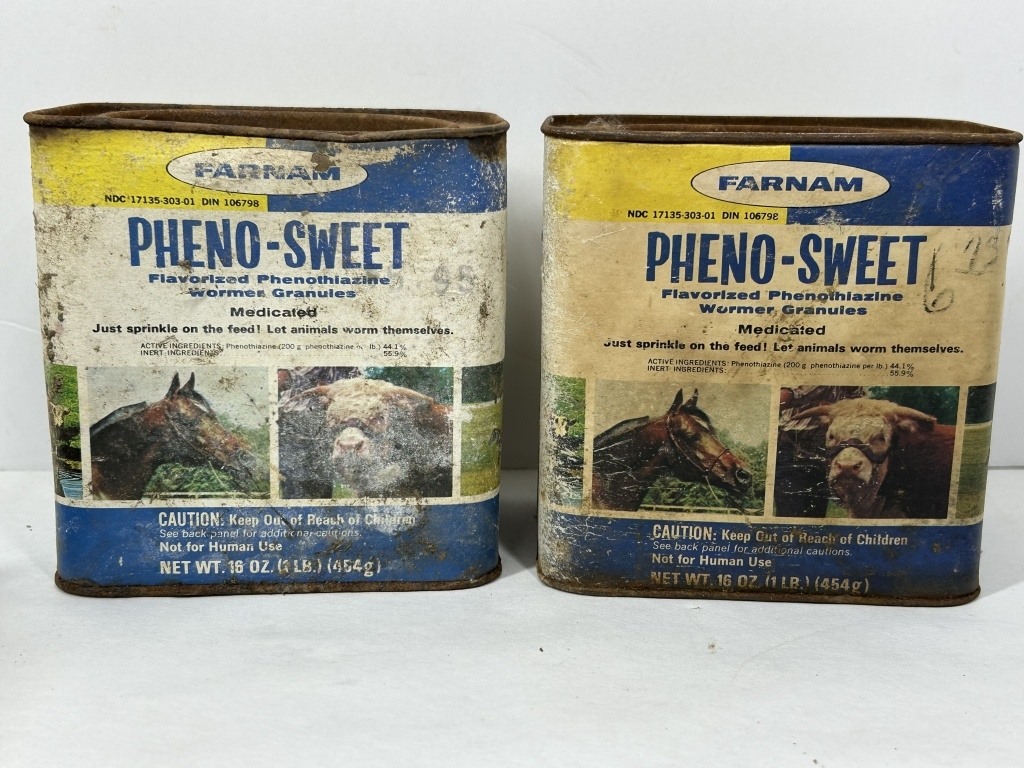 FARNAM
NDC 17135-303-01 DIN 106798
PHENO-SWEET
Flavorized Phenothiazine
Wormer Granules
95
Medicated
Just sprinkle on the feed! Let animals worm themselves.
ACTIVE INGREDIENTS: Phenothiazine (200 g phenothiazine per lb.) 44.1%
INERT INGREDIENTS: 55.9%
CAUTION: Keep Out of Reach of Children
See back panel for additional cautions.
Not for Human Use
NET WT. 16 OZ. (1 LB.) (454g)
FARNAM
NDC 17135-303-01 DIN 106798
PHENO-SWEET
Flavorized Phenothiazine
Wormer Granules
6
Medicated
Just sprinkle on the feed! Let animals worm themselves.
ACTIVE INGREDIENTS: Phenothiazine (200 g phenothiazine per lb.) 44.1%
INERT INGREDIENTS: 55.9%
CAUTION: Keep Out of Reach of Children
See back panel for additional cautions.
Not for Human Use
NET WT. 16 OZ. (1 LB.) (454g)